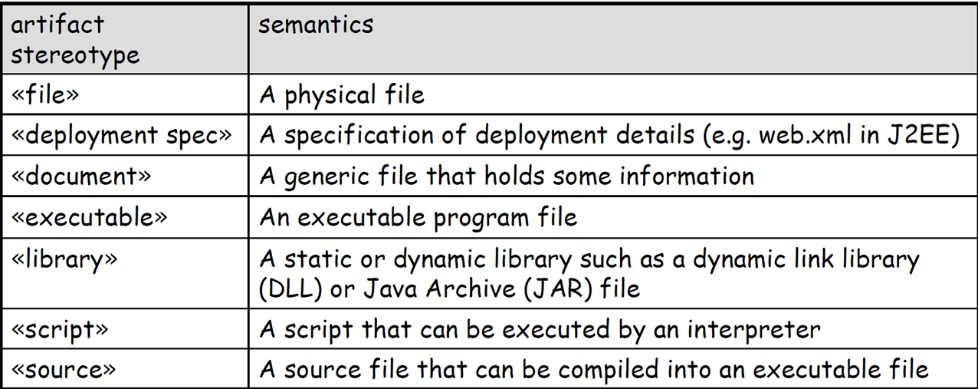 artifact semantics
stereotype
«file» A physical file
«deployment spec» A specification of deployment details (e.g. web.xml in J2EE)
«document» A generic file that holds some information
«executable» An executable program file
«library» A static or dynamic library such as a dynamic link library
(DLL) or Java Archive (JAR) file
«script» A script that can be executed by an interpreter
«source» A source file that can be compiled into an executable file